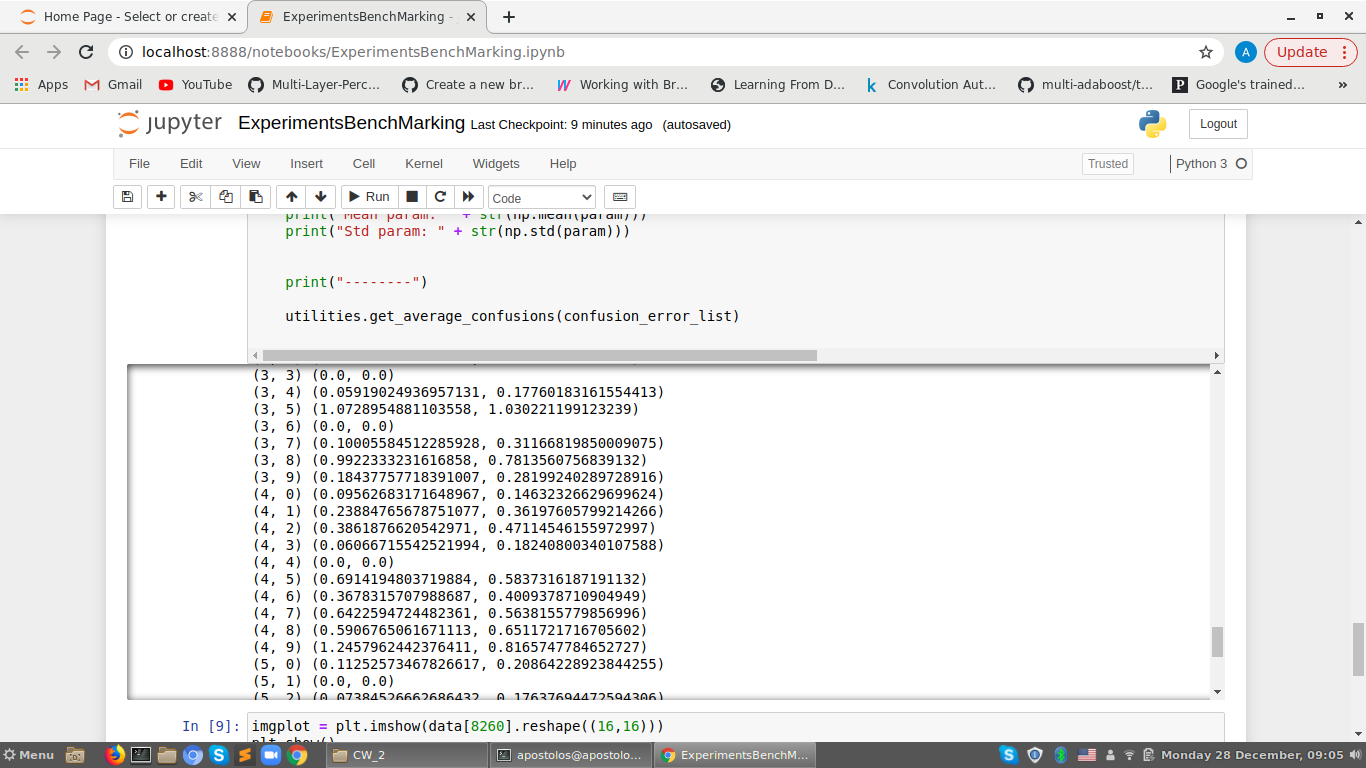 Home Page - Select or create
ExperimentsBenchMarking -
localhost:8888/notebooks/ExperimentsBenchMarking.ipynb
A
Update
Apps
Gmail
YouTube
Multi-Layer-Perc...
Create a new br...
Working with Br...
Learning From D...
k Convolution Aut...
multi-adaboost/t...
P Google's trained...
»
jupyter ExperimentsBenchMarking Last Checkpoint: 9 minutes ago (autosaved)
Logout
File Edit View Insert Cell Kernel Widgets Help
Trusted
Python 3
Run
Code
print("Mean param: " + str(np.mean(param)))
print("Std param: " + str(np.std(param)))
print("--------")
utilities.get_average_confusions(confusion_error_list)
(3, 3) (0.0, 0.0)
(3, 4) (0.05919024936957131, 0.17760183161554413)
(3, 5) (1.0728954881103558, 1.030221199123239)
(3, 6) (0.0, 0.0)
(3, 7) (0.10005584512285928, 0.31166819850009075)
(3, 8) (0.9922333231616858, 0.7813560756839132)
(3, 9) (0.18437757718391007, 0.28199240289728916)
(4, 0) (0.09562683171648967, 0.14632326629699624)
(4, 1) (0.23884765678751077, 0.36197605799214266)
(4, 2) (0.3861876620542971, 0.47114546155972997)
(4, 3) (0.06066715542521994, 0.18240800340107588)
(4, 4) (0.0, 0.0)
(4, 5) (0.6914194803719884, 0.5837316187191132)
(4, 6) (0.3678315707988687, 0.4009378710904949)
(4, 7) (0.6422594724482361, 0.5638155779856996)
(4, 8) (0.5906765061671113, 0.6511721716705602)
(4, 9) (1.2457962442376411, 0.8165747784652727)
(5, 0) (0.11252573467826617, 0.20864228923844255)
(5, 1) (0.0, 0.0)
(5, 2) (0.07384526662686432, 0.17637694472594306)
In [9]: imgplot = plt.imshow(data[8260].reshape((16,16)))
plt.show()
Menu
CW_2
apostolos@apostolo...
ExperimentsBenchM...
Monday 28 December, 09:05